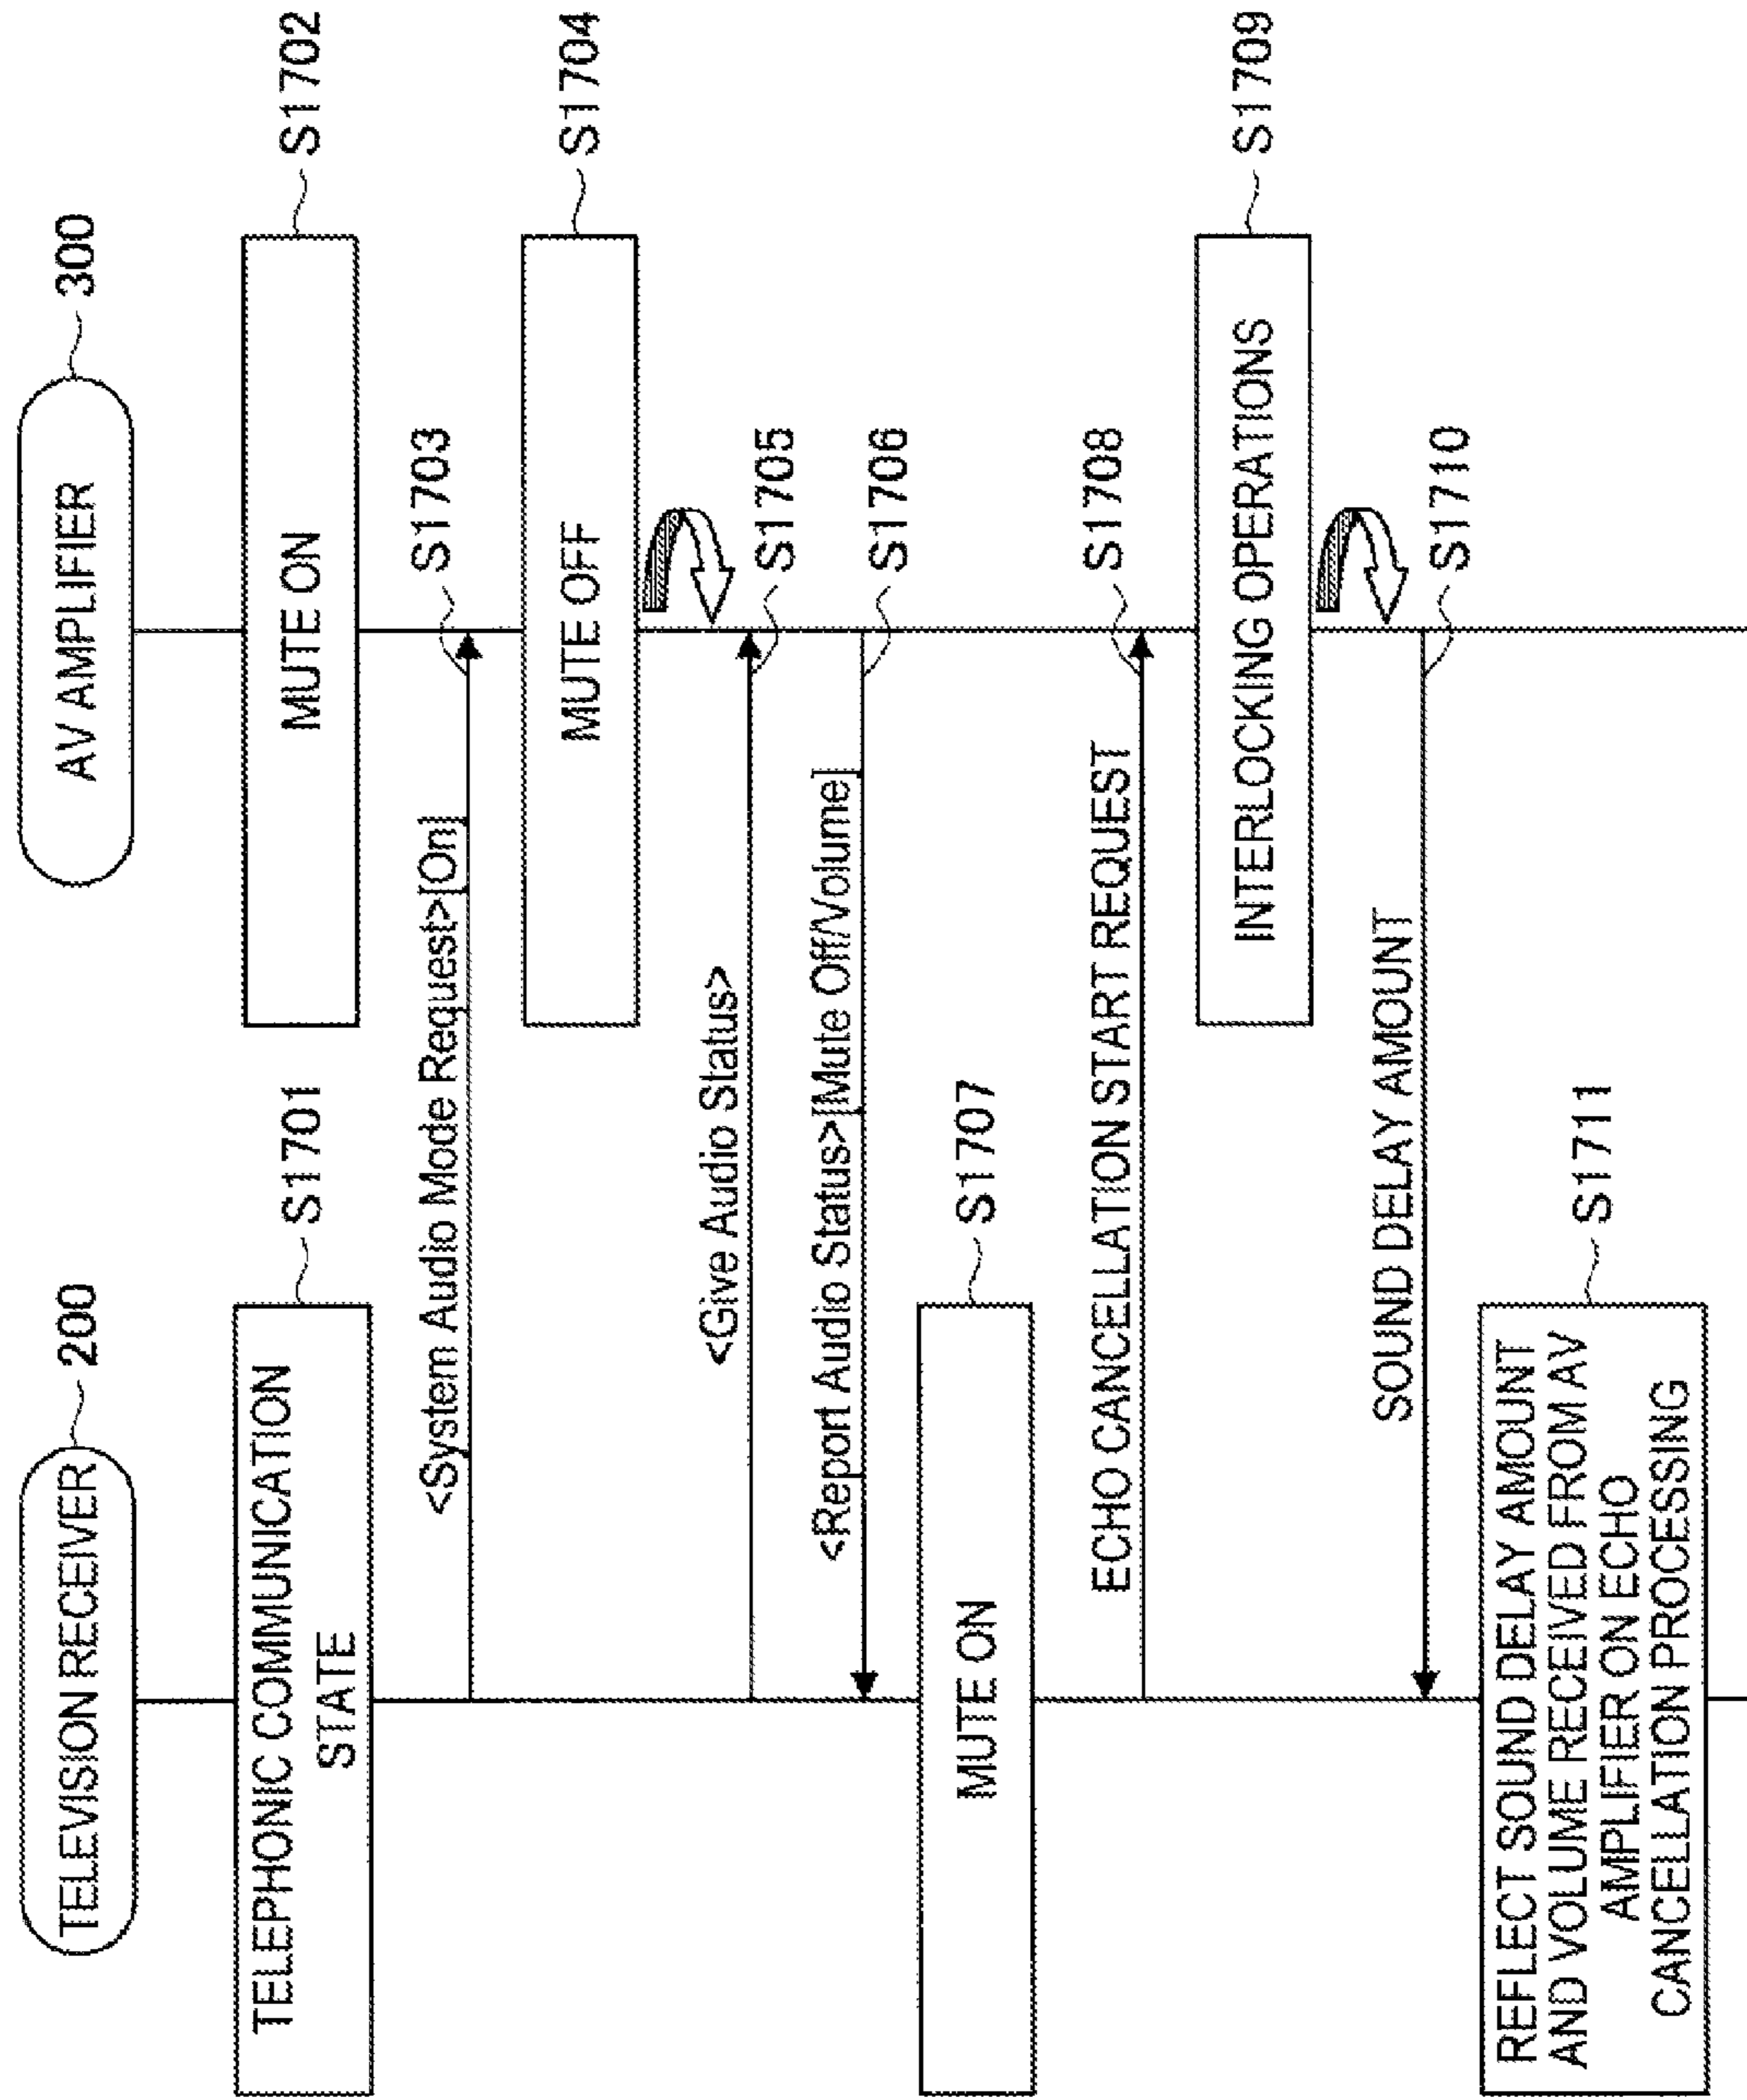 TELEVISION RECEIVER
200
AV AMPLIFIER
300
TELEPHONIC COMMUNICATION
STATE
S1701
MUTE ON
S1702
<System Audio Mode Request>[On]
S1703
MUTE OFF
S1704
<Give Audio Status>
S1705
<Report Audio Status>[Mute Off/Volume]
S1706
MUTE ON
S1707
ECHO CANCELLATION START REQUEST
S1708
INTERLOCKING OPERATIONS
S1709
SOUND DELAY AMOUNT
S1710
REFLECT SOUND DELAY AMOUNT
AND VOLUME RECEIVED FROM AV
AMPLIFIER ON ECHO
CANCELLATION PROCESSING
S1711